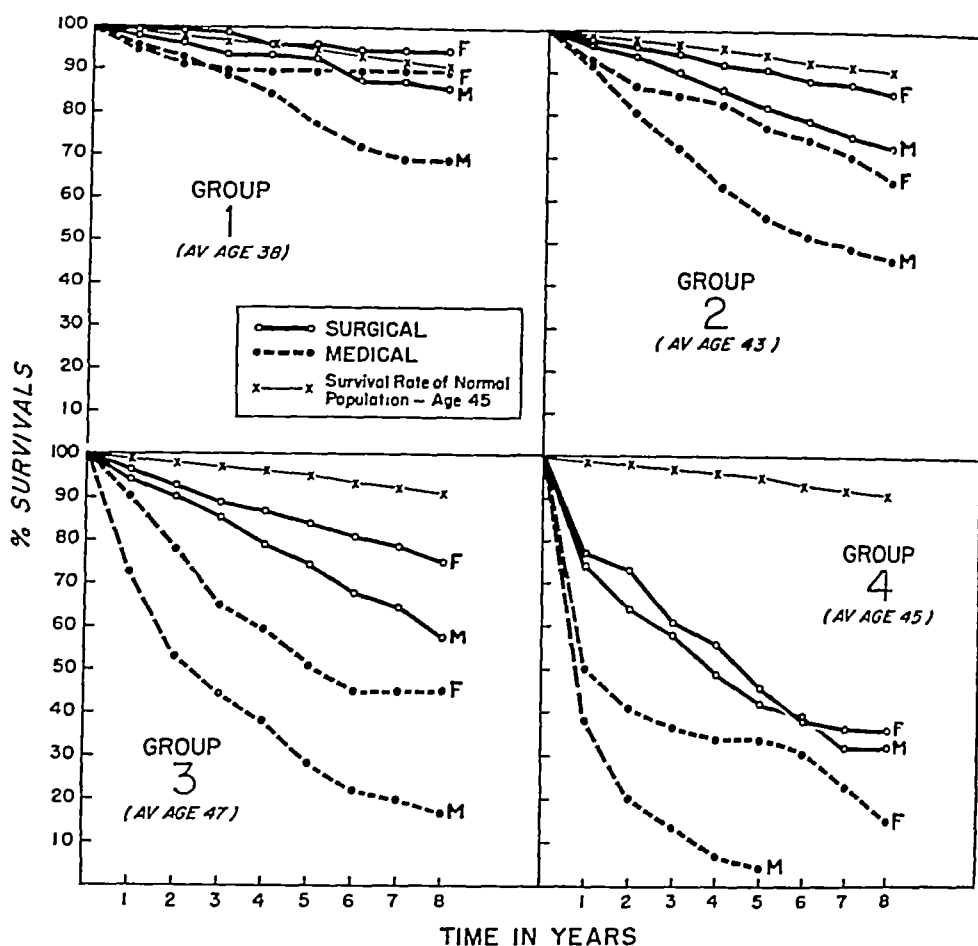 100
90
80
70
60
50
40
30
20
10
F
F
M
M
GROUP
1
(AV AGE 38)
F
M
F
M
GROUP
2
(AV AGE 43)
SURGICAL
MEDICAL
x x Survival Rate of Normal
Population – Age 45
% SURVIVALS
100
90
80
70
60
50
40
30
20
10
F
M
F
M
GROUP
3
(AV AGE 47)
GROUP
4
(AV AGE 45)
F
M
F
M
1 2 3 4 5 6 7 8
1 2 3 4 5 6 7 8
TIME IN YEARS